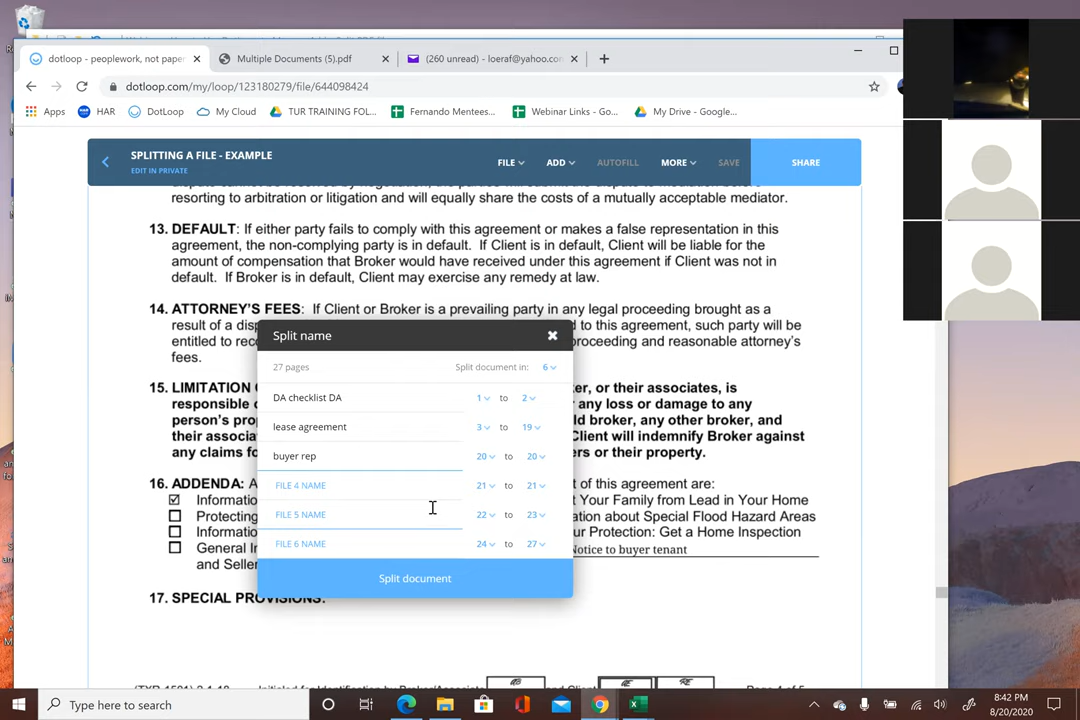 dotloop - peoplework, not paper
Multiple Documents (5).pdf
(260 unread) - loeraf@yahoo.com
dotloop.com/my/loop/123180279/file/644098424
Apps
HAR
DotLoop
My Cloud
TUR TRAINING FOL...
Fernando Mentees...
Webinar Links - Go...
My Drive - Google...
SPLITTING A FILE - EXAMPLE
EDIT IN PRIVATE
FILE
ADD
AUTOFILL
MORE
SAVE
SHARE
resorting to arbitration or litigation and will equally share the costs of a mutually acceptable mediator.
13. DEFAULT: If either party fails to comply with this agreement or makes a false representation in this
agreement, the non-complying party is in default. If Client is in default, Client will be liable for the
amount of compensation that Broker would have received under this agreement if Client was not in
default. If Broker is in default, Client may exercise any remedy at law.
14. ATTORNEY'S FEES: If Client or Broker is a prevailing party in any legal proceeding brought as a
result of a disp d to this agreement, such party will be
entitled to reco roceeding and reasonable attorney's
fees.
15. LIMITATION er, or their associates, is
responsible any loss or damage to any
person's prop ld broker, any other broker, and
their associa Client will indemnify Broker against
any claims fo rs or their property.
16. ADDENDA: A t of this agreement are:
Informatio t Your Family from Lead in Your Home
Protecting ation about Special Flood Hazard Areas
Informatio r Protection: Get a Home Inspection
General I Notice to buyer tenant
and Selle
17. SPECIAL PROVISIONS:
Split name
27 pages
Split document in: 6
DA checklist DA 1 to 2
lease agreement 3 to 19
buyer rep 20 to 20
FILE 4 NAME 21 to 21
FILE 5 NAME 22 to 23
FILE 6 NAME 24 to 27
Split document
Type here to search
8:42 PM
8/20/2020